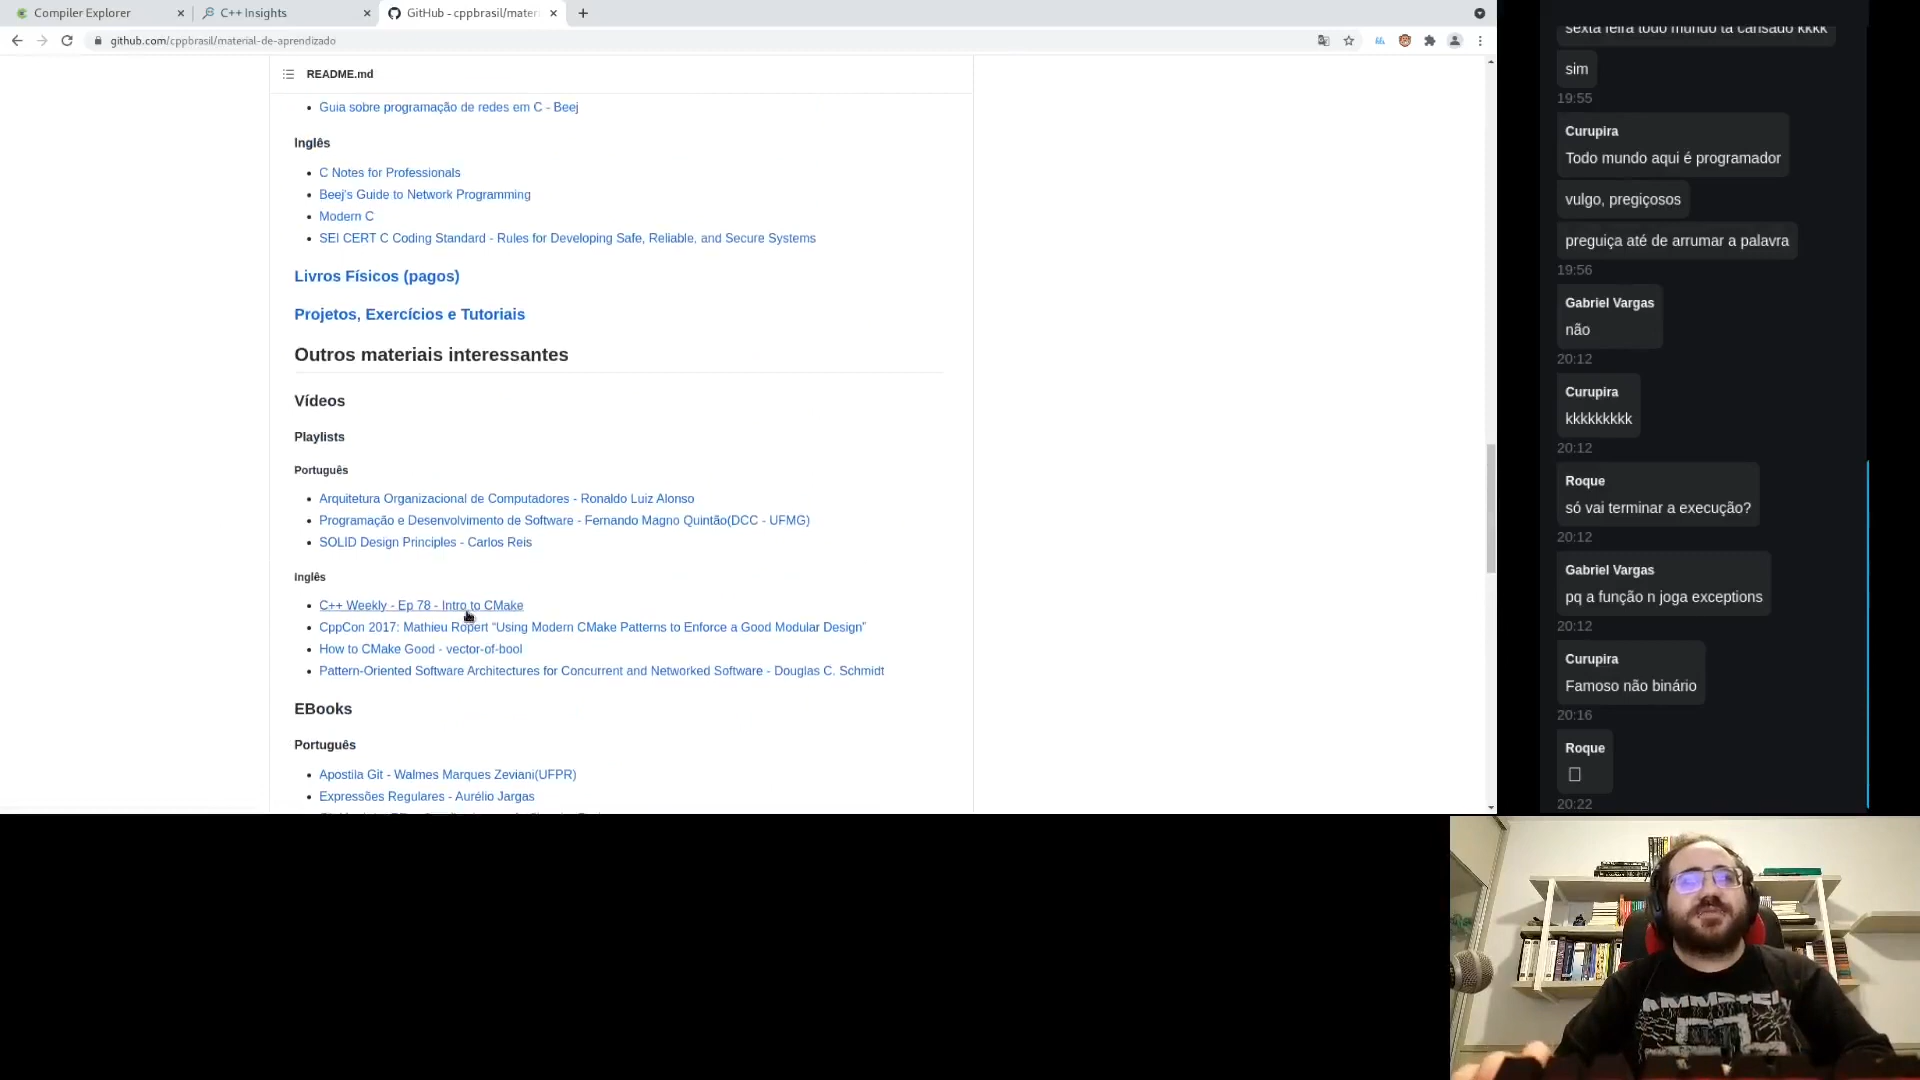 Compiler Explorer
C++ Insights
GitHub - cppbrasil/mater
github.com/cppbrasil/material-de-aprendizado
README.md
Guia sobre programação de redes em C - Beej
Inglês
C Notes for Professionals
Beej's Guide to Network Programming
Modern C
SEI CERT C Coding Standard - Rules for Developing Safe, Reliable, and Secure Systems
Livros Físicos (pagos)
Projetos, Exercícios e Tutoriais
Outros materiais interessantes
Vídeos
Playlists
Português
Arquitetura Organizacional de Computadores - Ronaldo Luiz Alonso
Programação e Desenvolvimento de Software - Fernando Magno Quintão(DCC - UFMG)
SOLID Design Principles - Carlos Reis
Inglês
C++ Weekly - Ep 78 - Intro to CMake
CppCon 2017: Mathieu Ropert “Using Modern CMake Patterns to Enforce a Good Modular Design”
How to CMake Good - vector-of-bool
Pattern-Oriented Software Architectures for Concurrent and Networked Software - Douglas C. Schmidt
EBooks
Português
Apostila Git - Walmes Marques Zeviani(UFPR)
Expressões Regulares - Aurélio Jargas
sexta feira todo mundo ta cansado kkkk
sim
19:55
Curupira
Todo mundo aqui é programador
vulgo, pregiçosos
preguiça até de arrumar a palavra
19:56
Gabriel Vargas
não
20:12
Curupira
kkkkkkkkk
20:12
Roque
só vai terminar a execução?
20:12
Gabriel Vargas
pq a função n joga exceptions
20:12
Curupira
Famoso não binário
20:16
Roque
20:22